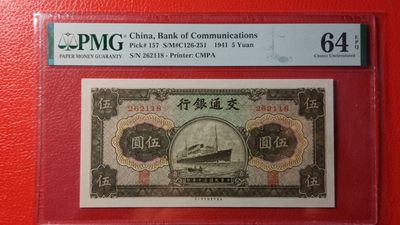 PMG
PAPER MONEY GUARANTY
China, Bank of Communications
Pick# 157 S/M#C126-251 1941 5 Yuan
S/N 262118 - Printer: CMPA
64 EPQ
Choice Uncirculated
伍 行銀通交 伍
262118 262118
圓伍 圓伍
伍 伍